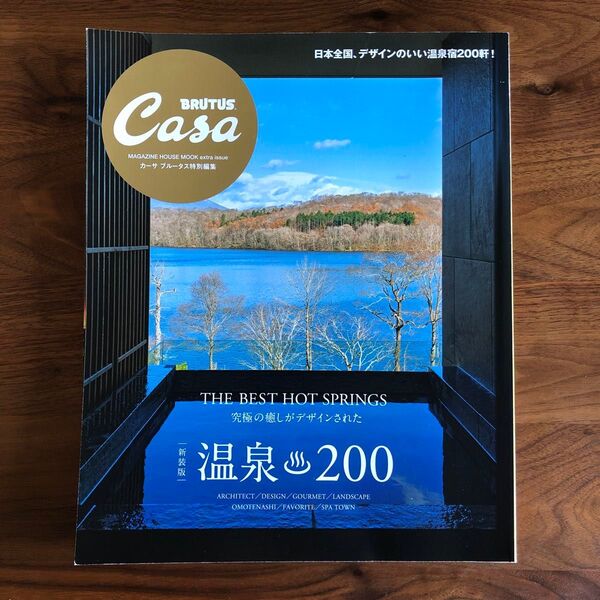 日本全国、デザインのいい温泉宿200軒！
BRUTUS
Casa
MAGAZINE HOUSE MOOK extra issue
カーサ ブルータス特別編集
THE BEST HOT SPRINGS
究極の癒しがデザインされた
新装版
温泉♨200
ARCHITECT／DESIGN／GOURMET／LANDSCAPE
OMOTENASHI／FAVORITE／SPA TOWN